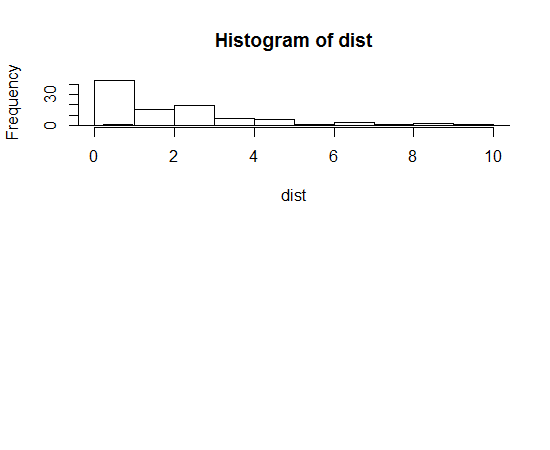 Histogram of dist
Frequency
30
0
0 2 4 6 8 10
dist